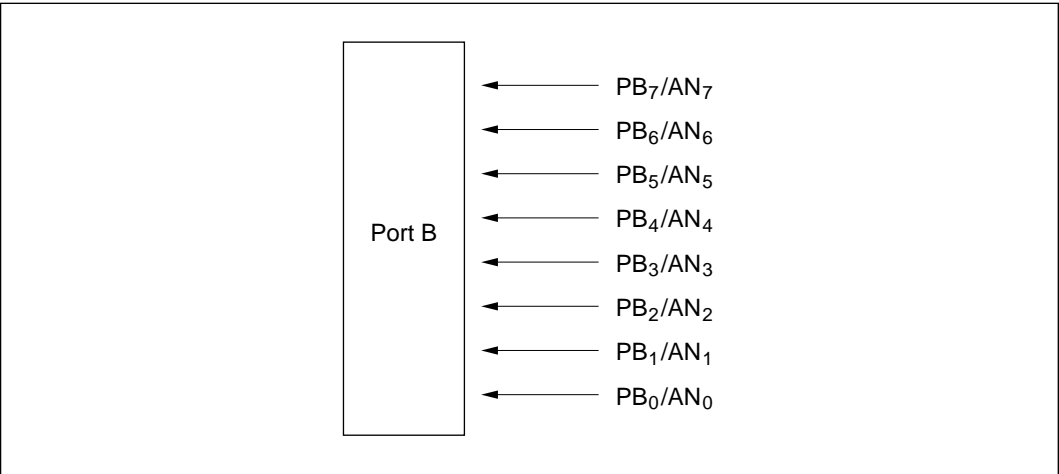 PB₇/AN₇
PB₆/AN₆
PB₅/AN₅
PB₄/AN₄
Port B
PB₃/AN₃
PB₂/AN₂
PB₁/AN₁
PB₀/AN₀